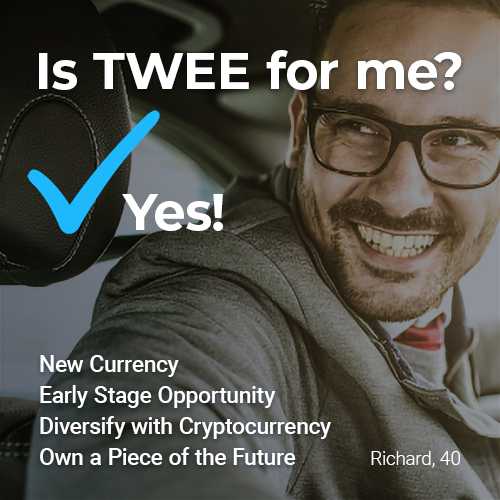 Is TWEE for me?
Yes!
New Currency
Early Stage Opportunity
Diversify with Cryptocurrency
Own a Piece of the Future
Richard, 40